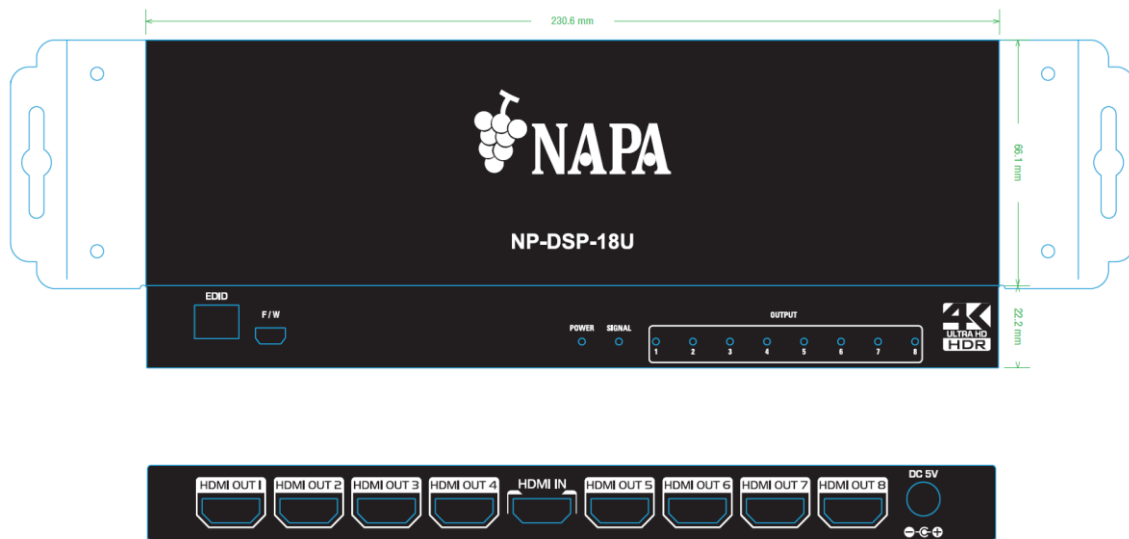 230.6 mm
NAPA
66.1 mm
NP-DSP-18U
EDID
F / W
POWER
SIGNAL
OUTPUT
1 2 3 4 5 6 7 8
4K
ULTRA HD
HDR
22.2 mm
HDMI OUT 1
HDMI OUT 2
HDMI OUT 3
HDMI OUT 4
HDMI IN
HDMI OUT 5
HDMI OUT 6
HDMI OUT 7
HDMI OUT 8
DC 5V